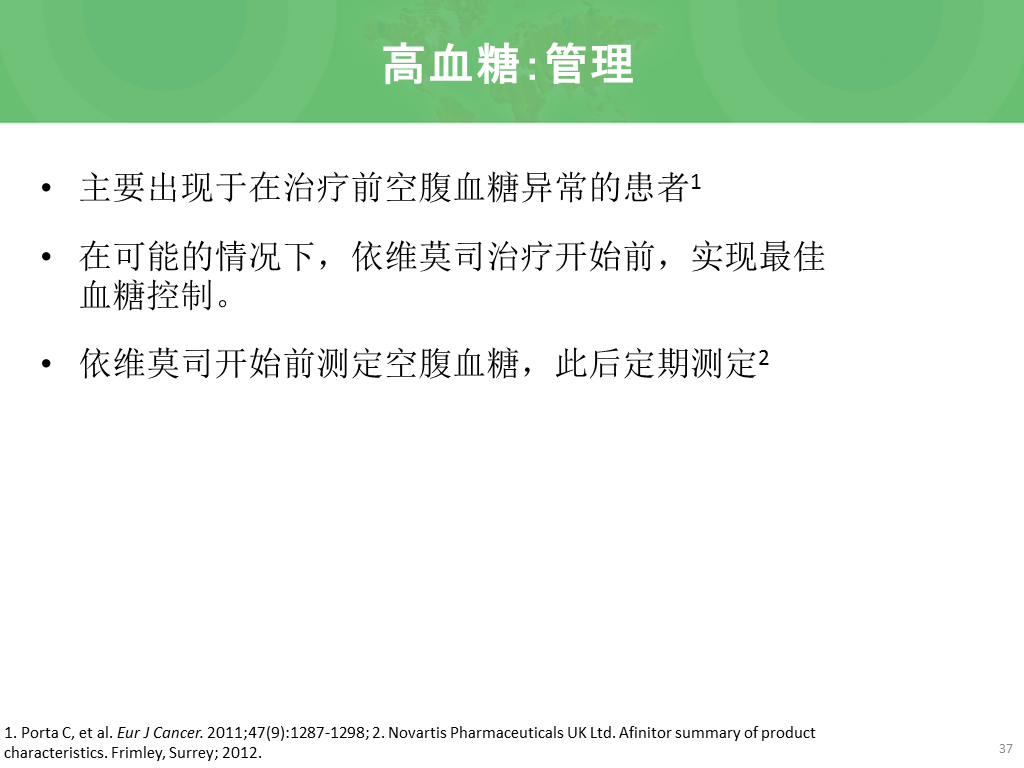 高血糖:管理
• 主要出现于在治疗前空腹血糖异常的患者1
• 在可能的情况下，依维莫司治疗开始前，实现最佳
血糖控制。
• 依维莫司开始前测定空腹血糖，此后定期测定2
1. Porta C, et al. Eur J Cancer. 2011;47(9):1287-1298; 2. Novartis Pharmaceuticals UK Ltd. Afinitor summary of product
characteristics. Frimley, Surrey; 2012.
37